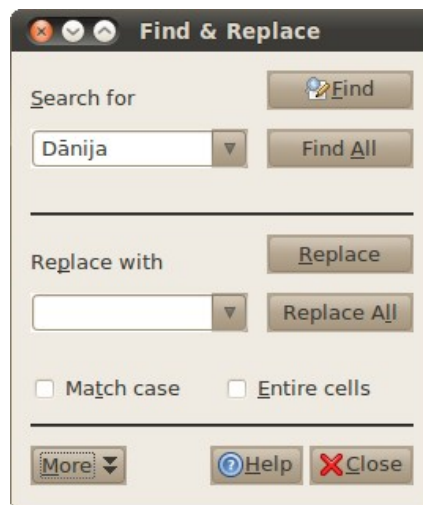 Find & Replace
Search for
Find
Dānija
Find All
Replace with
Replace
Replace All
Match case
Entire cells
More
Help
Close